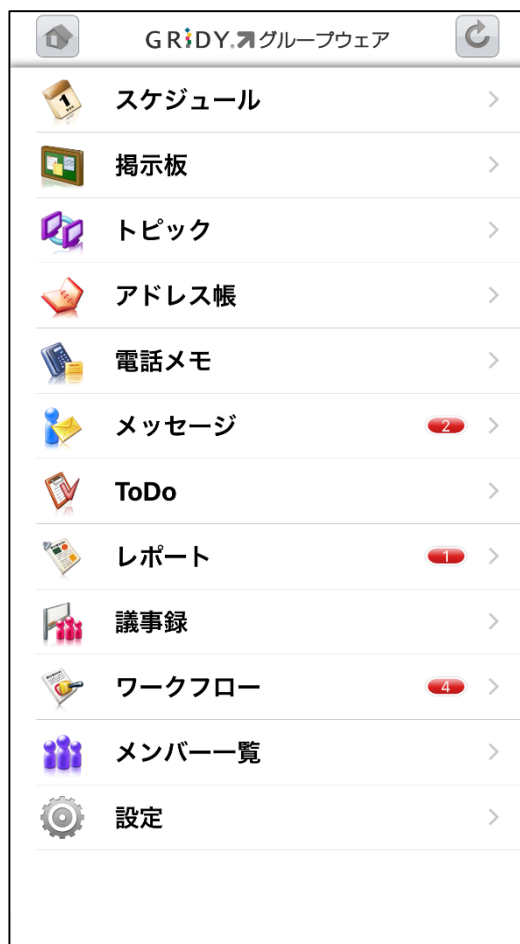 GRiDY. グループウェア
スケジュール
1
掲示板
トピック
アドレス帳
電話メモ
メッセージ 2
ToDo
レポート 1
議事録
ワークフロー 4
メンバー一覧
設定